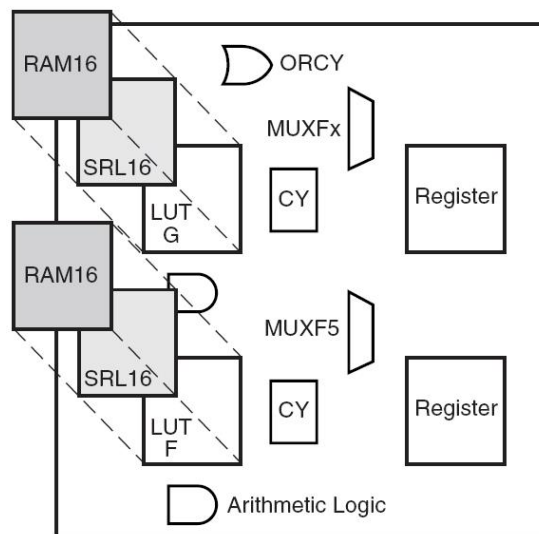 RAM16
ORCY
SRL16
MUXFx
LUT
G
CY
Register
RAM16
SRL16
MUXF5
LUT
F
CY
Register
Arithmetic Logic